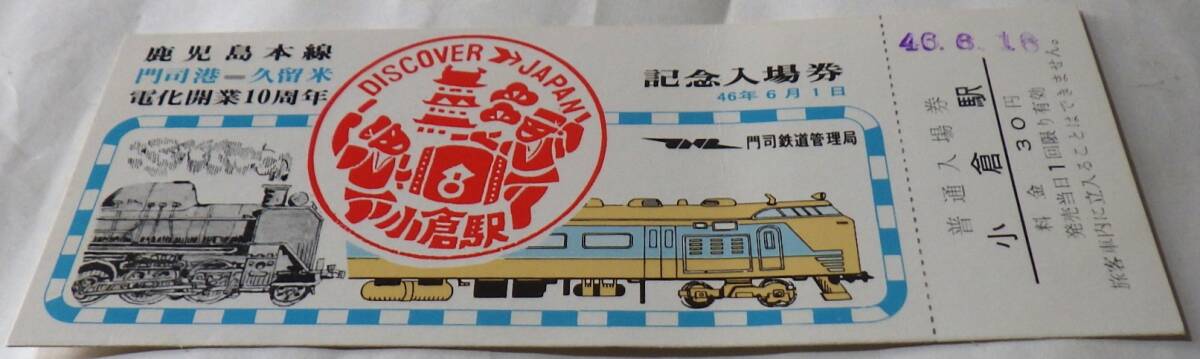 鹿児島本線
門司港＝久留米
電化開業10周年
DISCOVER JAPAN
小倉駅
記念入場券
46年6月1日
JNR 門司鉄道管理局
46.6.16
普通入場券
小倉駅
料金30円
発売当日1回限り有効
旅客車内に立入ることはできません。